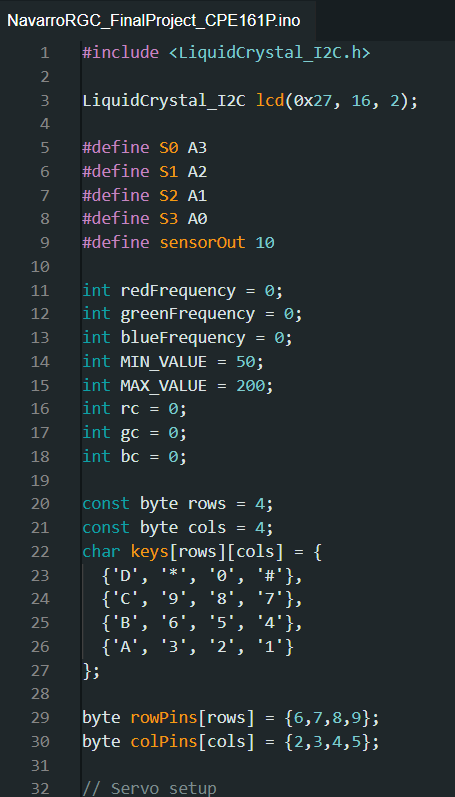 NavarroRGC_FinalProject_CPE161P.ino
1 #include <LiquidCrystal_I2C.h>
2
3 LiquidCrystal_I2C lcd(0x27, 16, 2);
4
5 #define S0 A3
6 #define S1 A2
7 #define S2 A1
8 #define S3 A0
9 #define sensorOut 10
10
11 int redFrequency = 0;
12 int greenFrequency = 0;
13 int blueFrequency = 0;
14 int MIN_VALUE = 50;
15 int MAX_VALUE = 200;
16 int rc = 0;
17 int gc = 0;
18 int bc = 0;
19
20 const byte rows = 4;
21 const byte cols = 4;
22 char keys[rows][cols] = {
23 {'D', '*', '0', '#'},
24 {'C', '9', '8', '7'},
25 {'B', '6', '5', '4'},
26 {'A', '3', '2', '1'}
27 };
28
29 byte rowPins[rows] = {6,7,8,9};
30 byte colPins[cols] = {2,3,4,5};
31
32 // Servo setup